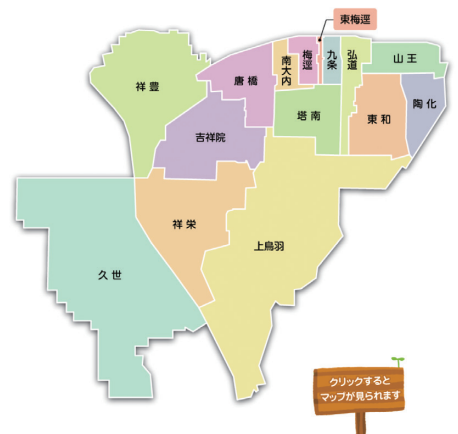 東梅逕
祥豊
唐橋
南大内
梅逕
九条
弘道
山王
吉祥院
塔南
東和
陶化
祥栄
上鳥羽
久世
クリックすると
マップが見られます